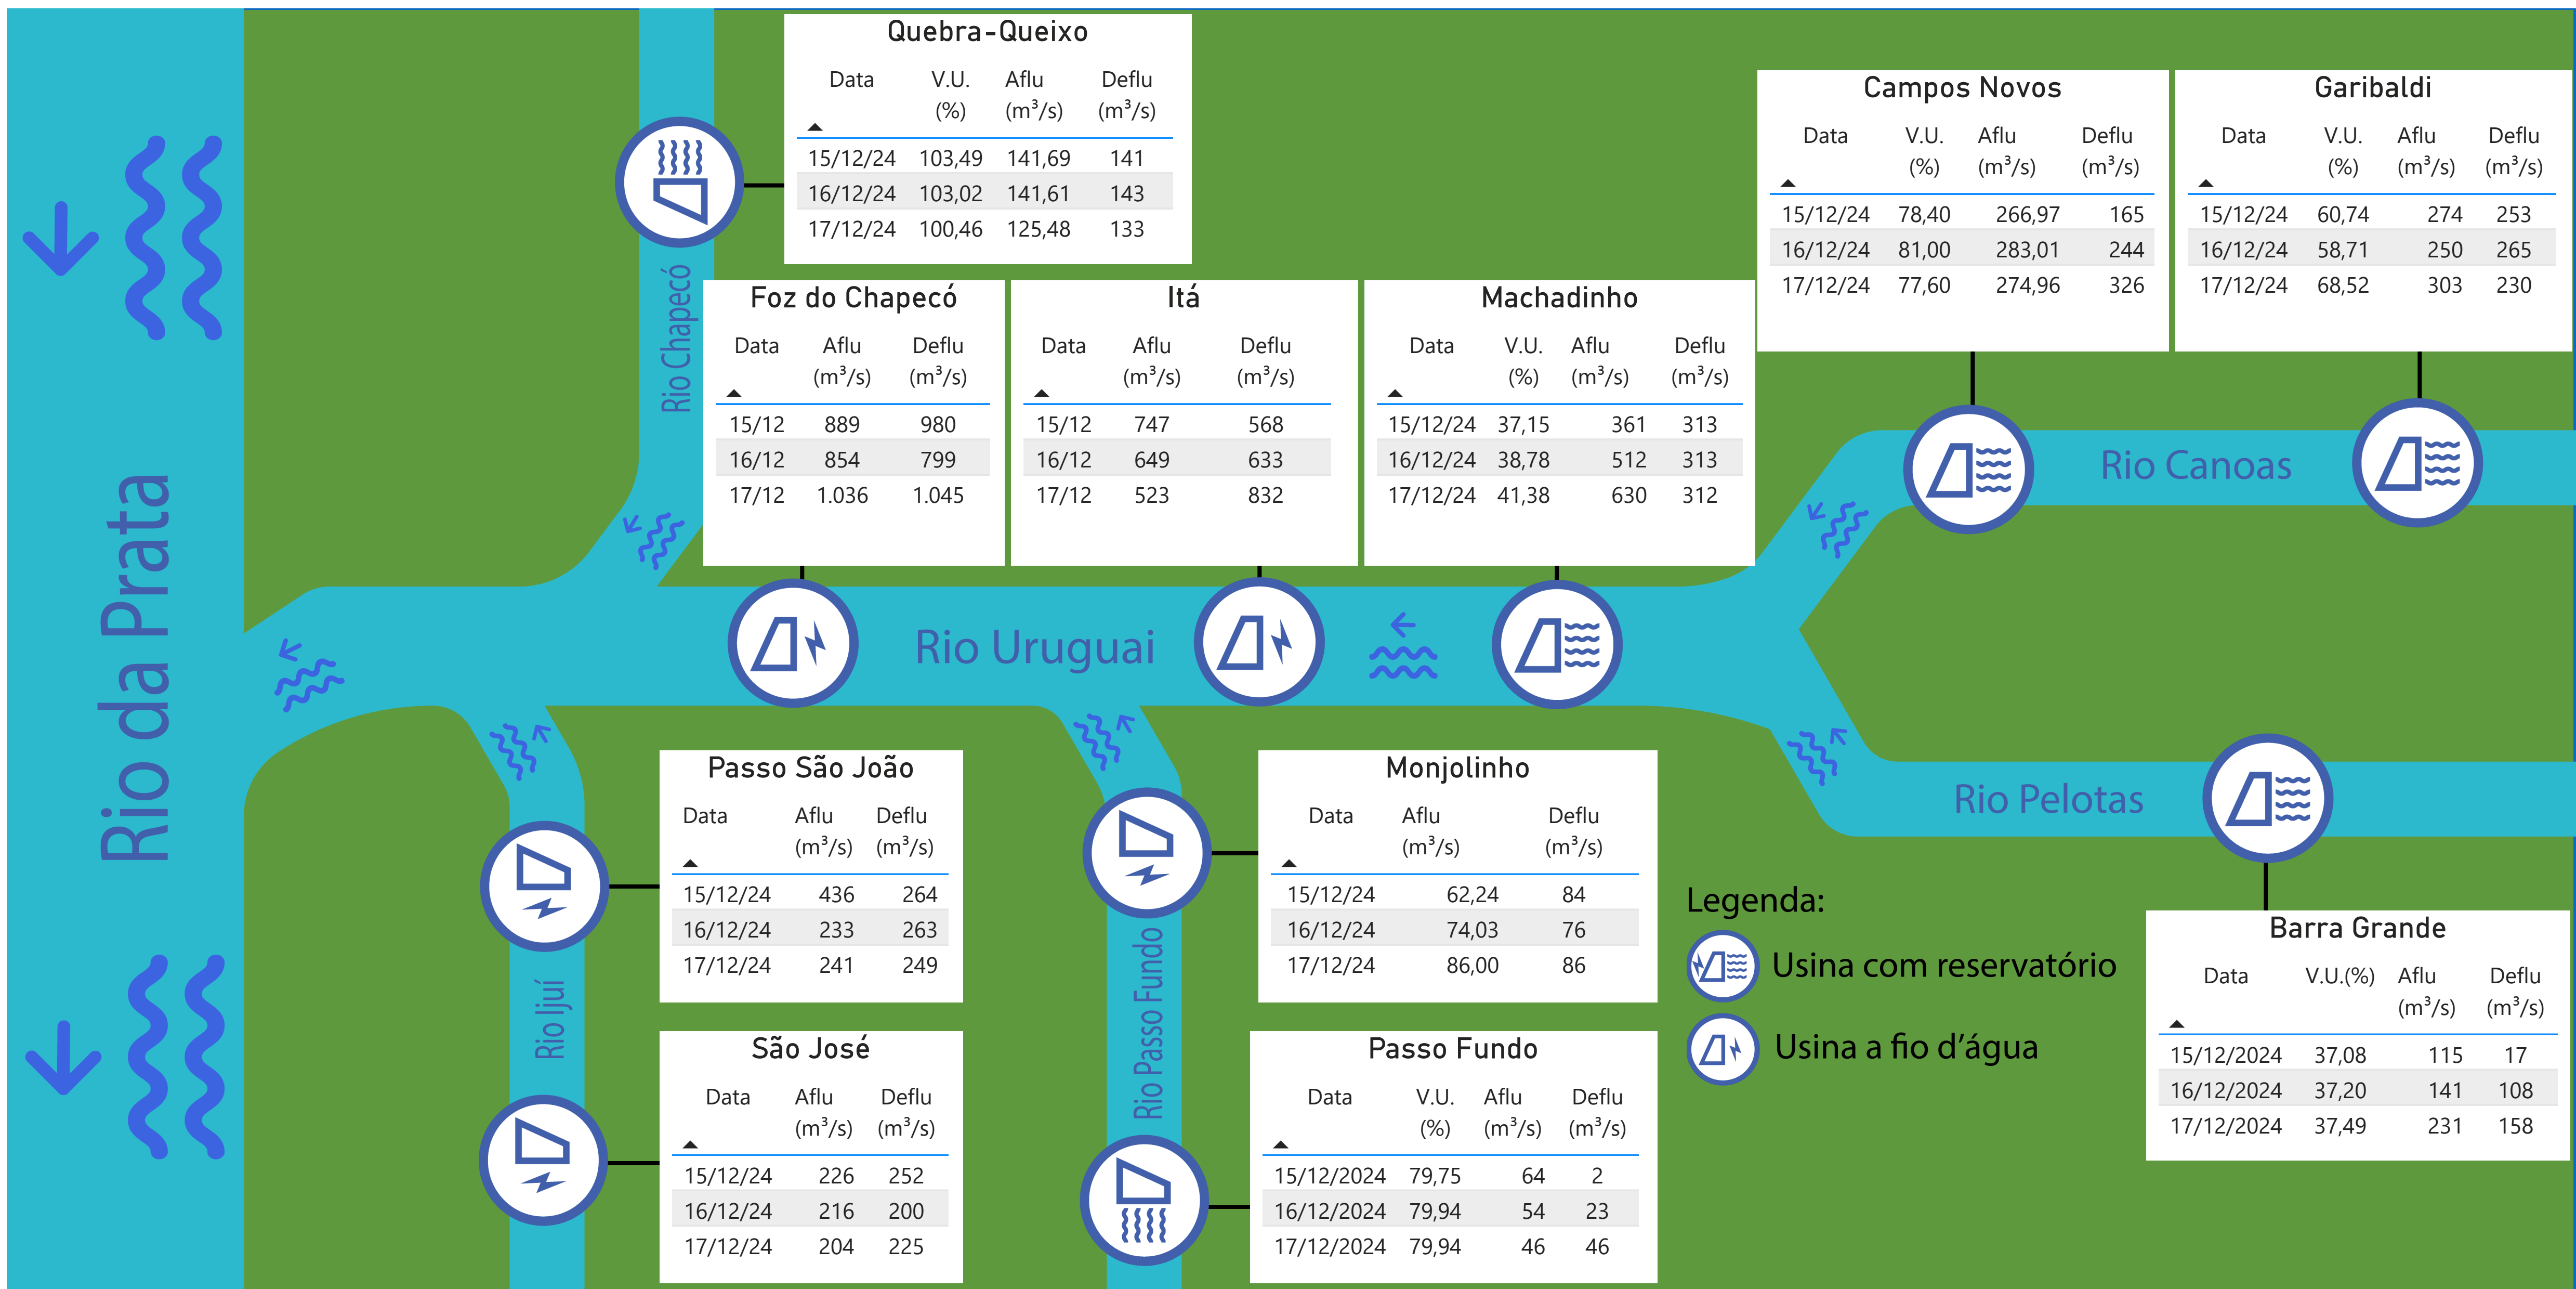 Quebra-Queixo
Data V.U. (%) Aflu (m³/s) Deflu (m³/s)
15/12/24 103,49 141,69 141
16/12/24 103,02 141,61 143
17/12/24 100,46 125,48 133
Campos Novos
Data V.U. (%) Aflu (m³/s) Deflu (m³/s)
15/12/24 78,40 266,97 165
16/12/24 81,00 283,01 244
17/12/24 77,60 274,96 326
Garibaldi
Data V.U. (%) Aflu (m³/s) Deflu (m³/s)
15/12/24 60,74 274 253
16/12/24 58,71 250 265
17/12/24 68,52 303 230
Rio Chapecó
Foz do Chapecó
Data Aflu (m³/s) Deflu (m³/s)
15/12 889 980
16/12 854 799
17/12 1.036 1.045
Itá
Data Aflu (m³/s) Deflu (m³/s)
15/12 747 568
16/12 649 633
17/12 523 832
Machadinho
Data V.U. (%) Aflu (m³/s) Deflu (m³/s)
15/12/24 37,15 361 313
16/12/24 38,78 512 313
17/12/24 41,38 630 312
Rio Canoas
Rio da Prata
Rio Uruguai
Rio Pelotas
Passo São João
Data Aflu (m³/s) Deflu (m³/s)
15/12/24 436 264
16/12/24 233 263
17/12/24 241 249
Monjolinho
Data Aflu (m³/s) Deflu (m³/s)
15/12/24 62,24 84
16/12/24 74,03 76
17/12/24 86,00 86
Legenda:
Usina com reservatório
Usina a fio d'água
Barra Grande
Data V.U.(%) Aflu (m³/s) Deflu (m³/s)
15/12/2024 37,08 115 17
16/12/2024 37,20 141 108
17/12/2024 37,49 231 158
Rio Ijuí
Rio Passo Fundo
São José
Data Aflu (m³/s) Deflu (m³/s)
15/12/24 226 252
16/12/24 216 200
17/12/24 204 225
Passo Fundo
Data V.U. (%) Aflu (m³/s) Deflu (m³/s)
15/12/2024 79,75 64 2
16/12/2024 79,94 54 23
17/12/2024 79,94 46 46